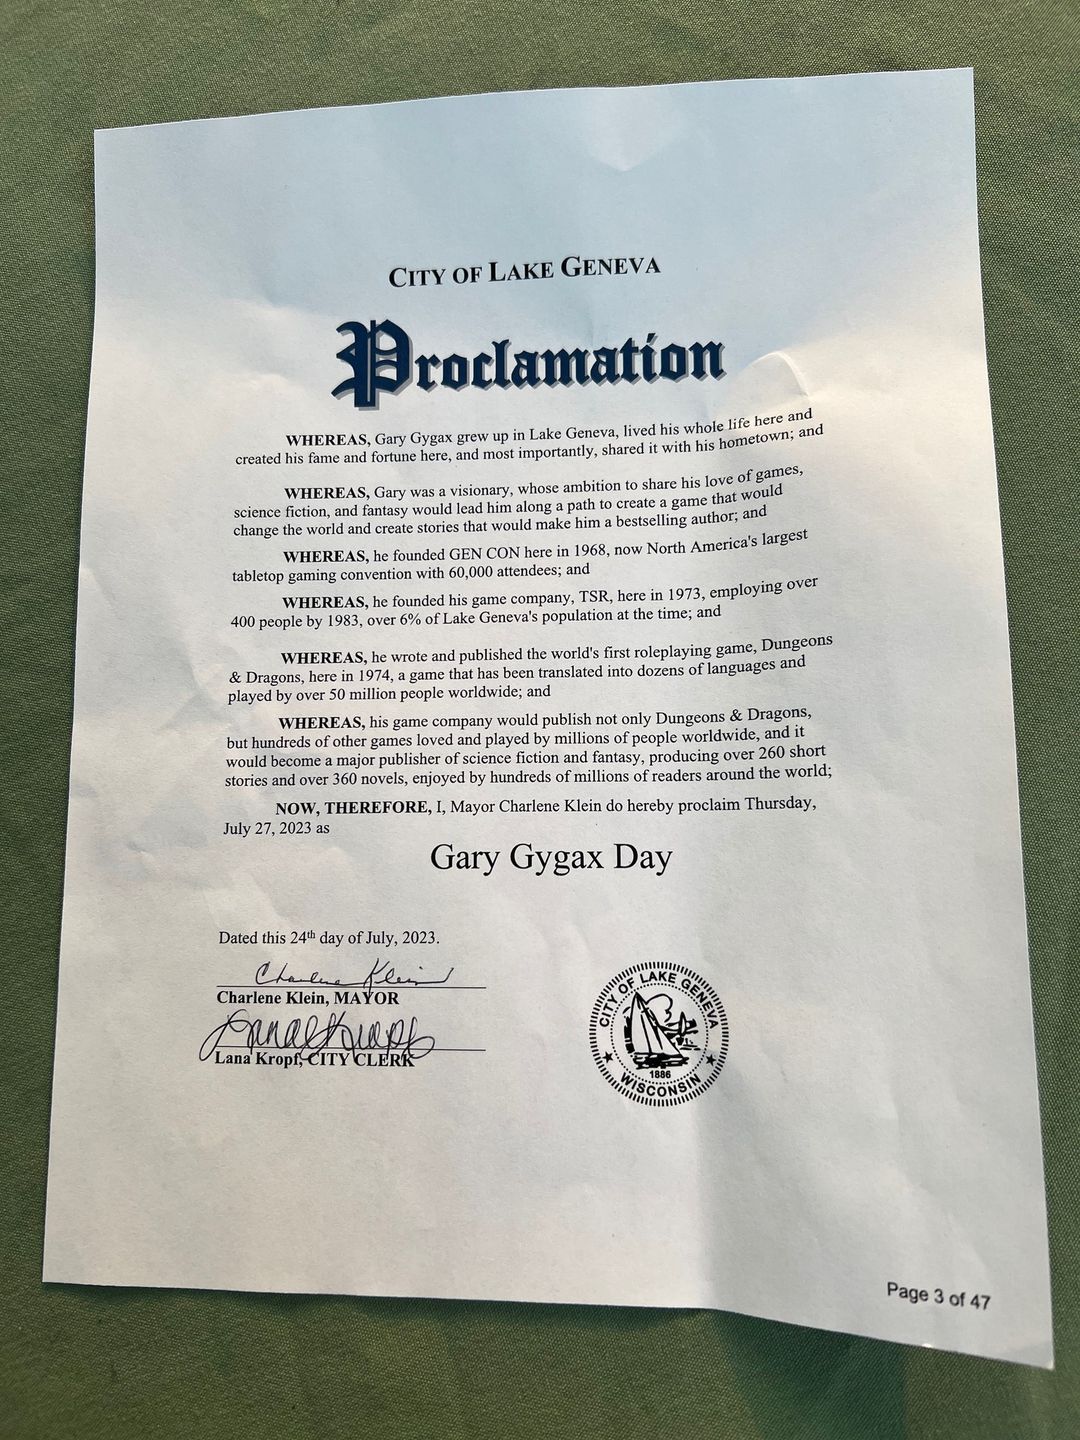 CITY OF LAKE GENEVA
Proclamation
WHEREAS, Gary Gygax grew up in Lake Geneva, lived his whole life here and
created his fame and fortune here, and most importantly, shared it with his hometown; and
WHEREAS, Gary was a visionary, whose ambition to share his love of games,
science fiction, and fantasy would lead him along a path to create a game that would
change the world and create stories that would make him a bestselling author; and
WHEREAS, he founded GEN CON here in 1968, now North America's largest
tabletop gaming convention with 60,000 attendees; and
WHEREAS, he founded his game company, TSR, here in 1973, employing over
400 people by 1983, over 6% of Lake Geneva's population at the time; and
WHEREAS, he wrote and published the world's first roleplaying game, Dungeons
& Dragons, here in 1974, a game that has been translated into dozens of languages and
played by over 50 million people worldwide; and
WHEREAS, his game company would publish not only Dungeons & Dragons,
but hundreds of other games loved and played by millions of people worldwide, and it
would become a major publisher of science fiction and fantasy, producing over 260 short
stories and over 360 novels, enjoyed by hundreds of millions of readers around the world;
NOW, THEREFORE, I, Mayor Charlene Klein do hereby proclaim Thursday,
July 27, 2023 as
Gary Gygax Day
Dated this 24th day of July, 2023.
Charlene Klein
Charlene Klein, MAYOR
Lana Kropf
Lana Kropf, CITY CLERK
CITY OF LAKE GENEVA
1886
WISCONSIN
Page 3 of 47